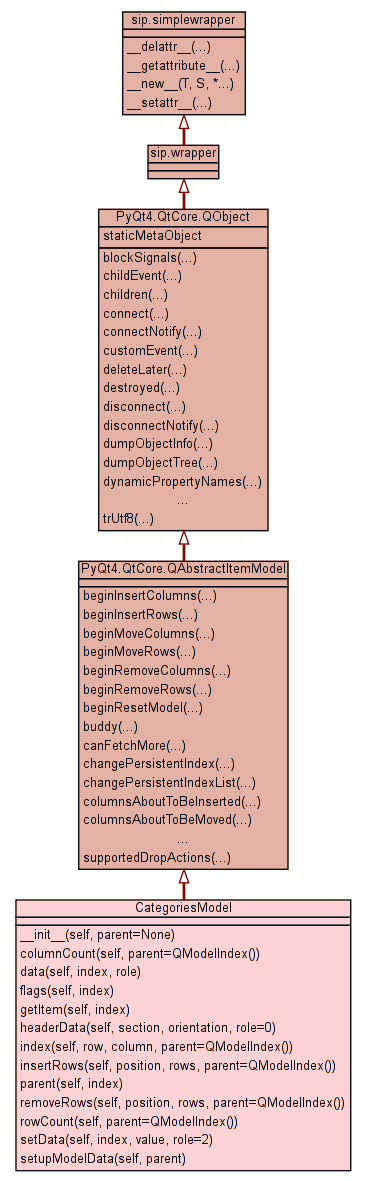 sip.simplewrapper
__delattr__(...)
__getattribute__(...)
__new__(T, S, *...)
__setattr__(...)
sip.wrapper
PyQt4.QtCore.QObject
staticMetaObject
blockSignals(...)
childEvent(...)
children(...)
connect(...)
connectNotify(...)
customEvent(...)
deleteLater(...)
destroyed(...)
disconnect(...)
disconnectNotify(...)
dumpObjectInfo(...)
dumpObjectTree(...)
dynamicPropertyNames(...)
...
trUtf8(...)
PyQt4.QtCore.QAbstractItemModel
beginInsertColumns(...)
beginInsertRows(...)
beginMoveColumns(...)
beginMoveRows(...)
beginRemoveColumns(...)
beginRemoveRows(...)
beginResetModel(...)
buddy(...)
canFetchMore(...)
changePersistentIndex(...)
changePersistentIndexList(...)
columnsAboutToBeInserted(...)
columnsAboutToBeMoved(...)
...
supportedDropActions(...)
CategoriesModel
__init__(self, parent=None)
columnCount(self, parent=QModelIndex())
data(self, index, role)
flags(self, index)
getItem(self, index)
headerData(self, section, orientation, role=0)
index(self, row, column, parent=QModelIndex())
insertRows(self, position, rows, parent=QModelIndex())
parent(self, index)
removeRows(self, position, rows, parent=QModelIndex())
rowCount(self, parent=QModelIndex())
setData(self, index, value, role=2)
setupModelData(self, parent)